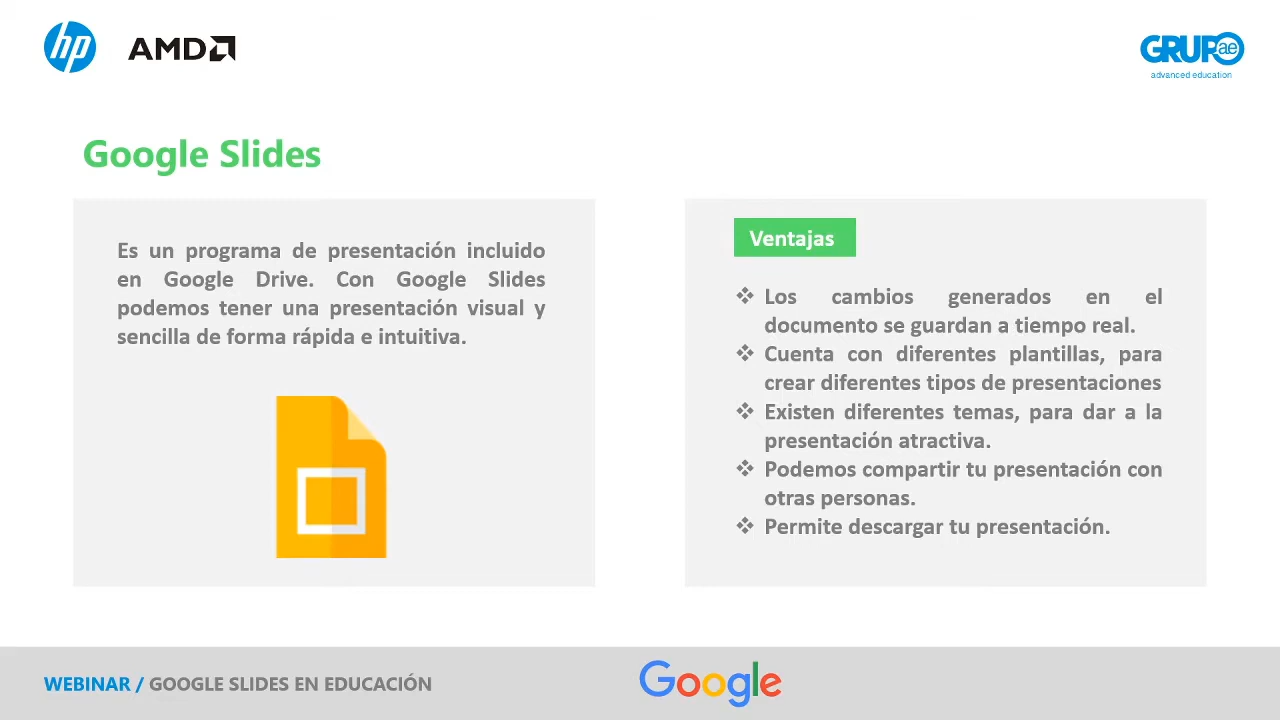 hp AMD
GRUPOae
advanced education
Google Slides
Es un programa de presentación incluido
en Google Drive. Con Google Slides
podemos tener una presentación visual y
sencilla de forma rápida e intuitiva.
Ventajas
❖ Los cambios generados en el
documento se guardan a tiempo real.
❖ Cuenta con diferentes plantillas, para
crear diferentes tipos de presentaciones
❖ Existen diferentes temas, para dar a la
presentación atractiva.
❖ Podemos compartir tu presentación con
otras personas.
❖ Permite descargar tu presentación.
WEBINAR / GOOGLE SLIDES EN EDUCACIÓN
Google